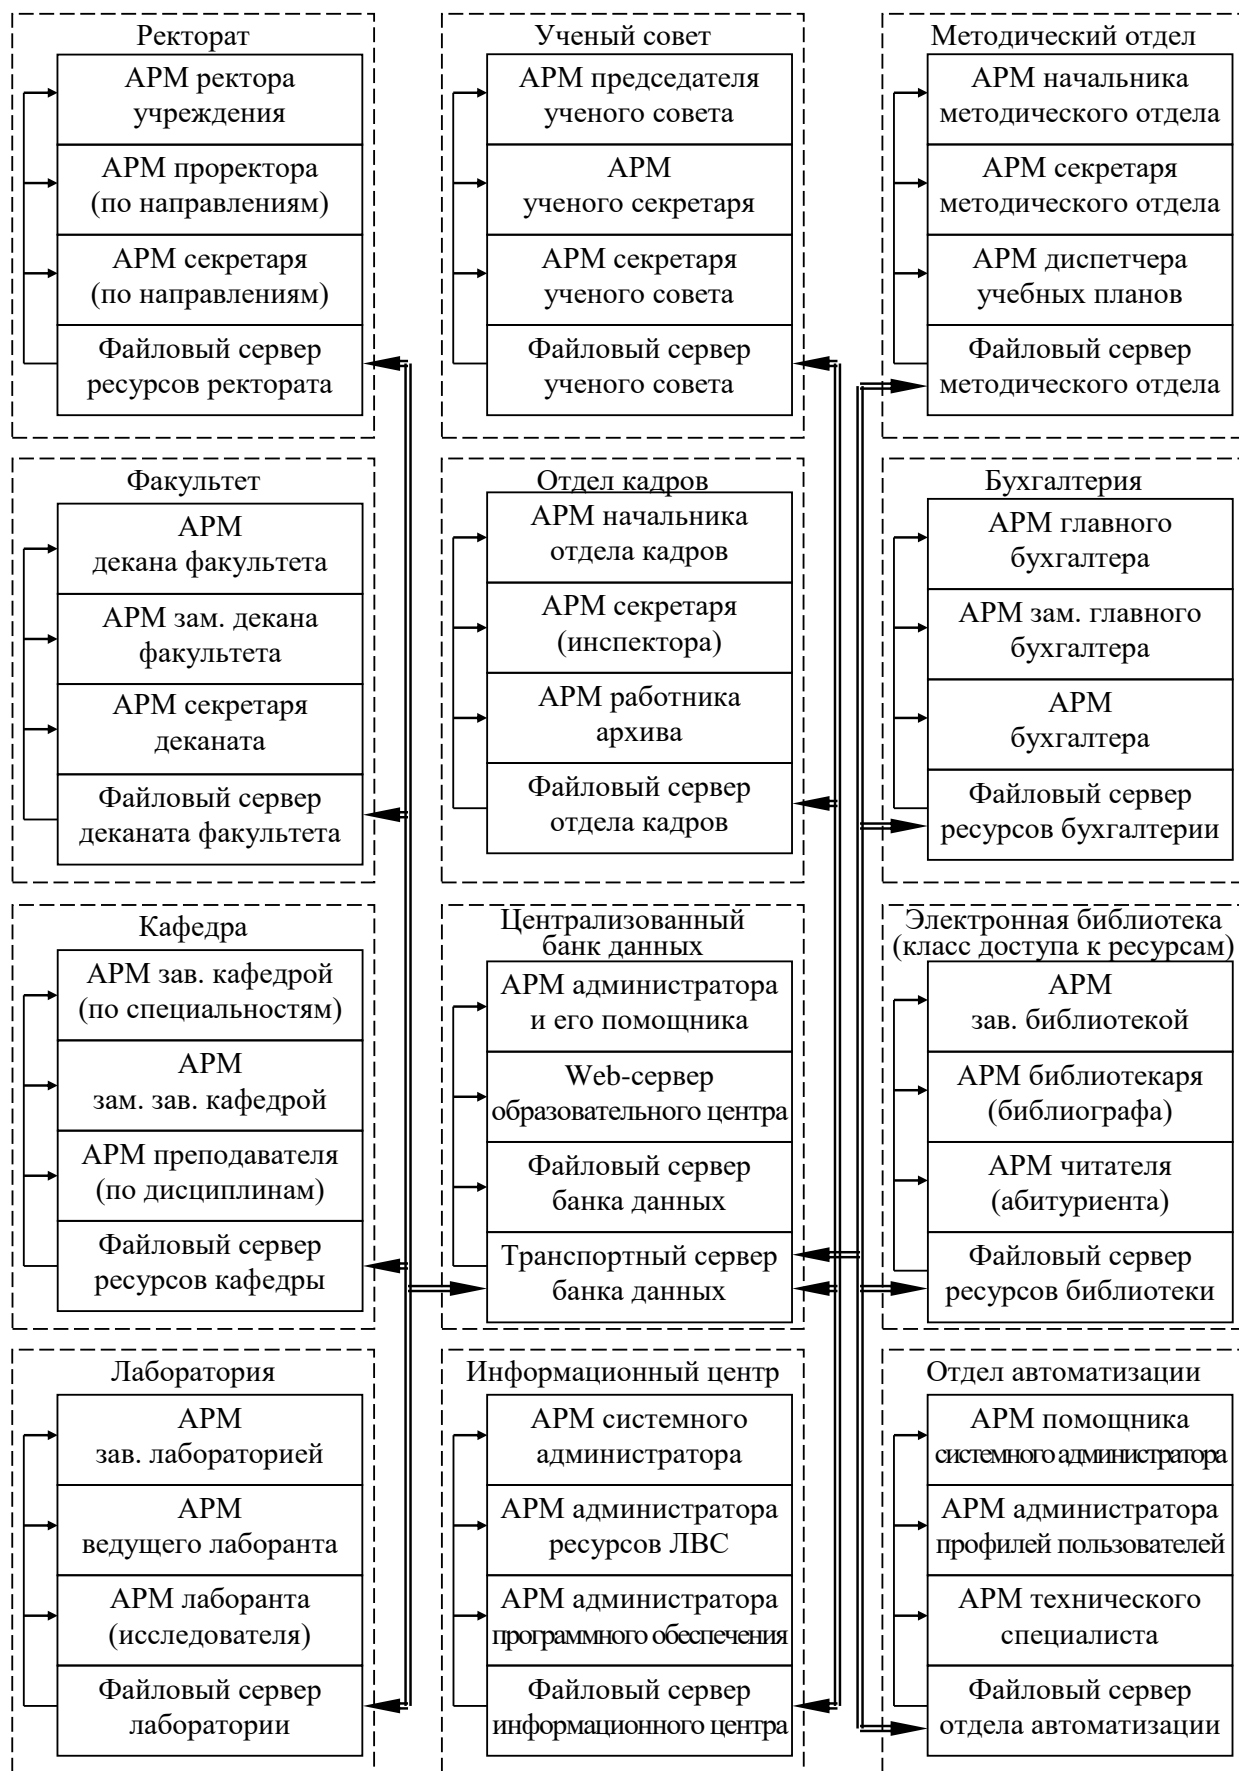 Ректорат
АРМ ректора
учреждения
АРМ проректора
(по направлениям)
АРМ секретаря
(по направлениям)
Файловый сервер
ресурсов ректората
Ученый совет
АРМ председателя
ученого совета
АРМ
ученого секретаря
АРМ секретаря
ученого совета
Файловый сервер
ученого совета
Методический отдел
АРМ начальника
методического отдела
АРМ секретаря
методического отдела
АРМ диспетчера
учебных планов
Файловый сервер
методического отдела
Факультет
АРМ
декана факультета
АРМ зам. декана
факультета
АРМ секретаря
деканата
Файловый сервер
деканата факультета
Отдел кадров
АРМ начальника
отдела кадров
АРМ секретаря
(инспектора)
АРМ работника
архива
Файловый сервер
отдела кадров
Бухгалтерия
АРМ главного
бухгалтера
АРМ зам. главного
бухгалтера
АРМ
бухгалтера
Файловый сервер
ресурсов бухгалтерии
Кафедра
АРМ зав. кафедрой
(по специальностям)
АРМ
зам. зав. кафедрой
АРМ преподавателя
(по дисциплинам)
Файловый сервер
ресурсов кафедры
Централизованный
банк данных
АРМ администратора
и его помощника
Web-сервер
образовательного центра
Файловый сервер
банка данных
Транспортный сервер
банка данных
Электронная библиотека
(класс доступа к ресурсам)
АРМ
зав. библиотекой
АРМ библиотекаря
(библиографа)
АРМ читателя
(абитуриента)
Файловый сервер
ресурсов библиотеки
Лаборатория
АРМ
зав. лабораторией
АРМ
ведущего лаборанта
АРМ лаборанта
(исследователя)
Файловый сервер
лаборатории
Информационный центр
АРМ системного
администратора
АРМ администратора
ресурсов ЛВС
АРМ администратора
программного обеспечения
Файловый сервер
информационного центра
Отдел автоматизации
АРМ помощника
системного администратора
АРМ администратора
профилей пользователей
АРМ технического
специалиста
Файловый сервер
отдела автоматизации